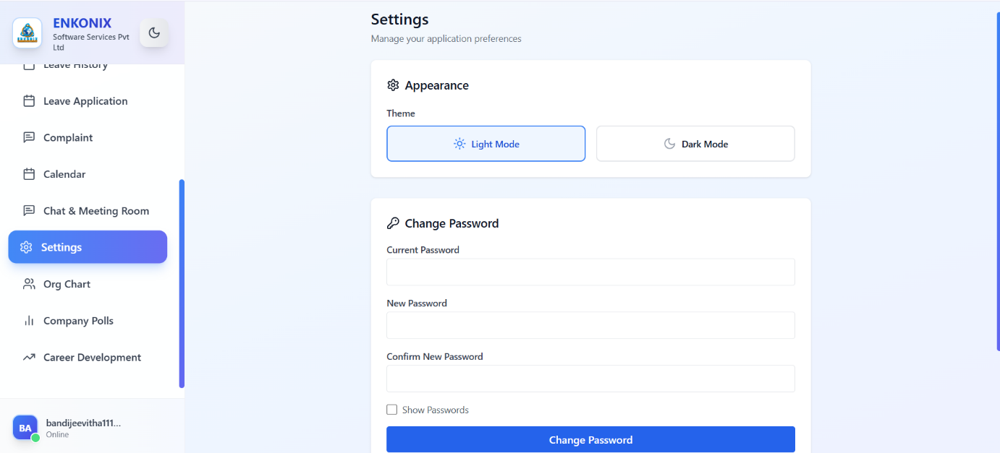 ENKONIX
Software Services Pvt
Ltd
Leave History
Leave Application
Complaint
Calendar
Chat & Meeting Room
Settings
Org Chart
Company Polls
Career Development
BA
bandijeevitha111...
Online
Settings
Manage your application preferences
Appearance
Theme
Light Mode
Dark Mode
Change Password
Current Password
New Password
Confirm New Password
Show Passwords
Change Password